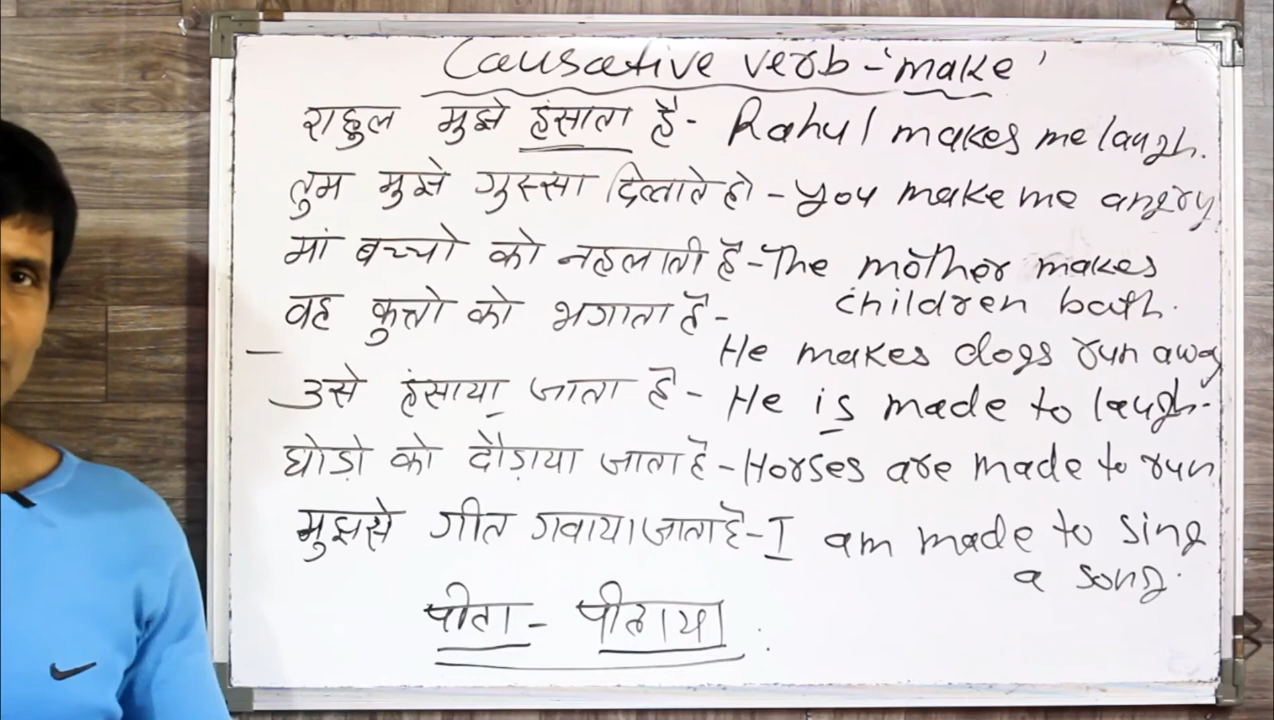 Causative verb - 'make'
राहुल मुझे हंसाता है - Rahul makes me laugh.
तुम मुझे गुस्सा दिलाते हो - You make me angry
मां बच्चो को नहलाती है - The mother makes
children bath.
वह कुत्तो को भगाता है -
He makes dogs run away
उसे हंसाया जाता है - He is made to laugh.
घोड़ो को दौड़ाया जाता है - Horses are made to run
मुझसे गीत गवाया जाता है - I am made to sing
a song.
पीता - पीलाया